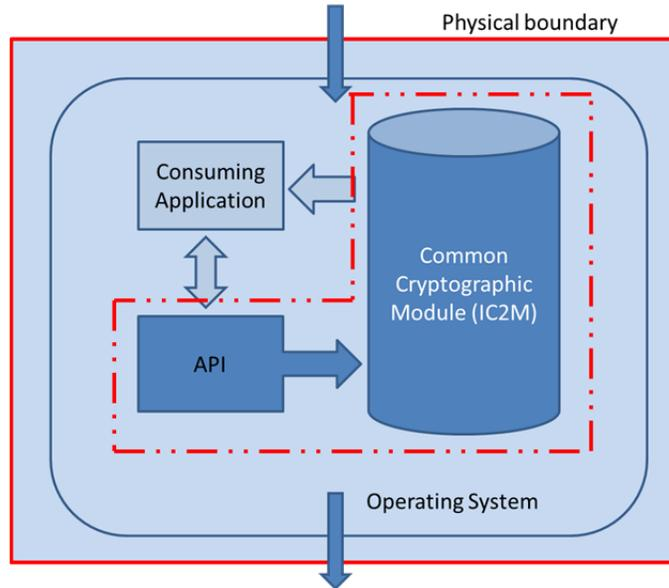 Physical boundary
Consuming
Application
Common
Cryptographic
Module (IC2M)
API
Operating System